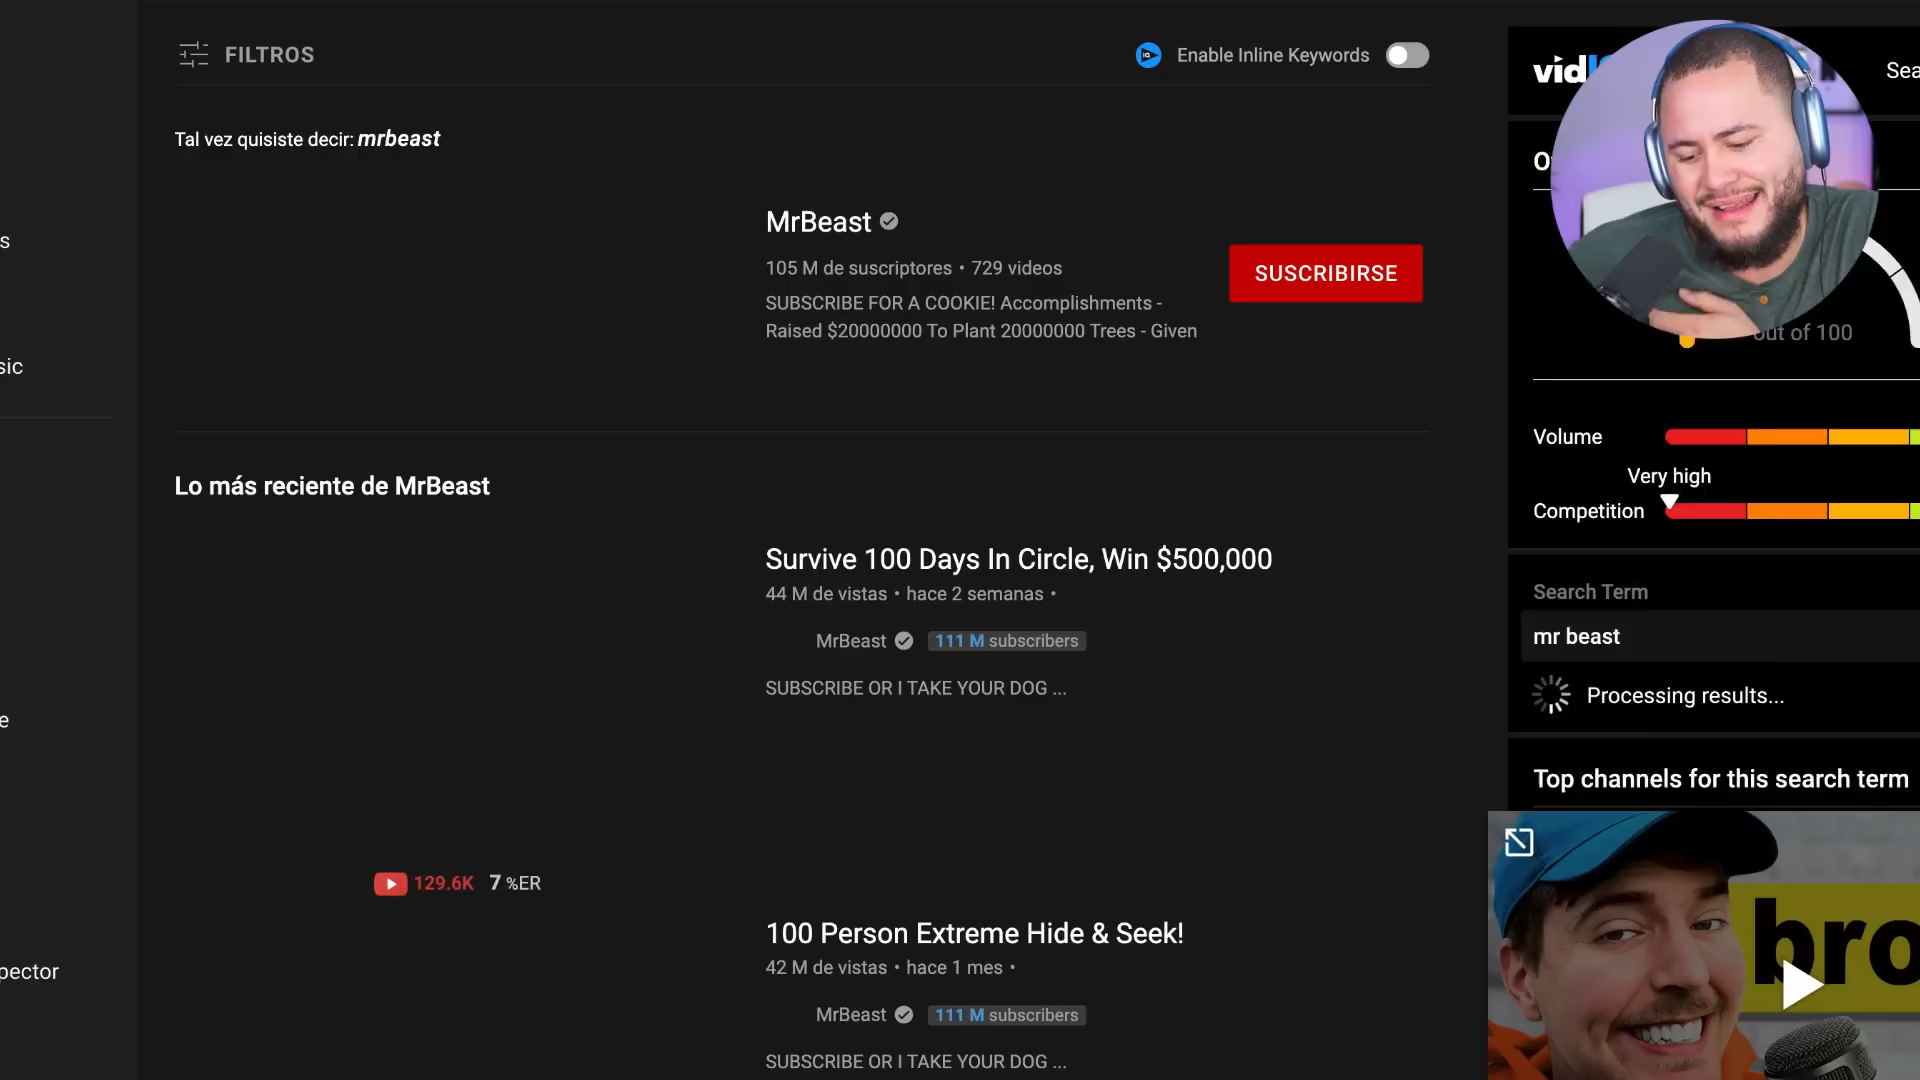 FILTROS
Enable Inline Keywords
Tal vez quisiste decir: mrbeast
MrBeast
105 M de suscriptores • 729 videos
SUBSCRIBE FOR A COOKIE! Accomplishments -
Raised $20000000 To Plant 20000000 Trees - Given
SUSCRIBIRSE
Lo más reciente de MrBeast
Survive 100 Days In Circle, Win $500,000
44 M de vistas • hace 2 semanas •
MrBeast 111 M subscribers
SUBSCRIBE OR I TAKE YOUR DOG ...
129.6K 7 %ER
100 Person Extreme Hide & Seek!
42 M de vistas • hace 1 mes •
MrBeast 111 M subscribers
SUBSCRIBE OR I TAKE YOUR DOG ...
vid
out of 100
Volume
Very high
Competition
Search Term
mr beast
Processing results...
Top channels for this search term
bro